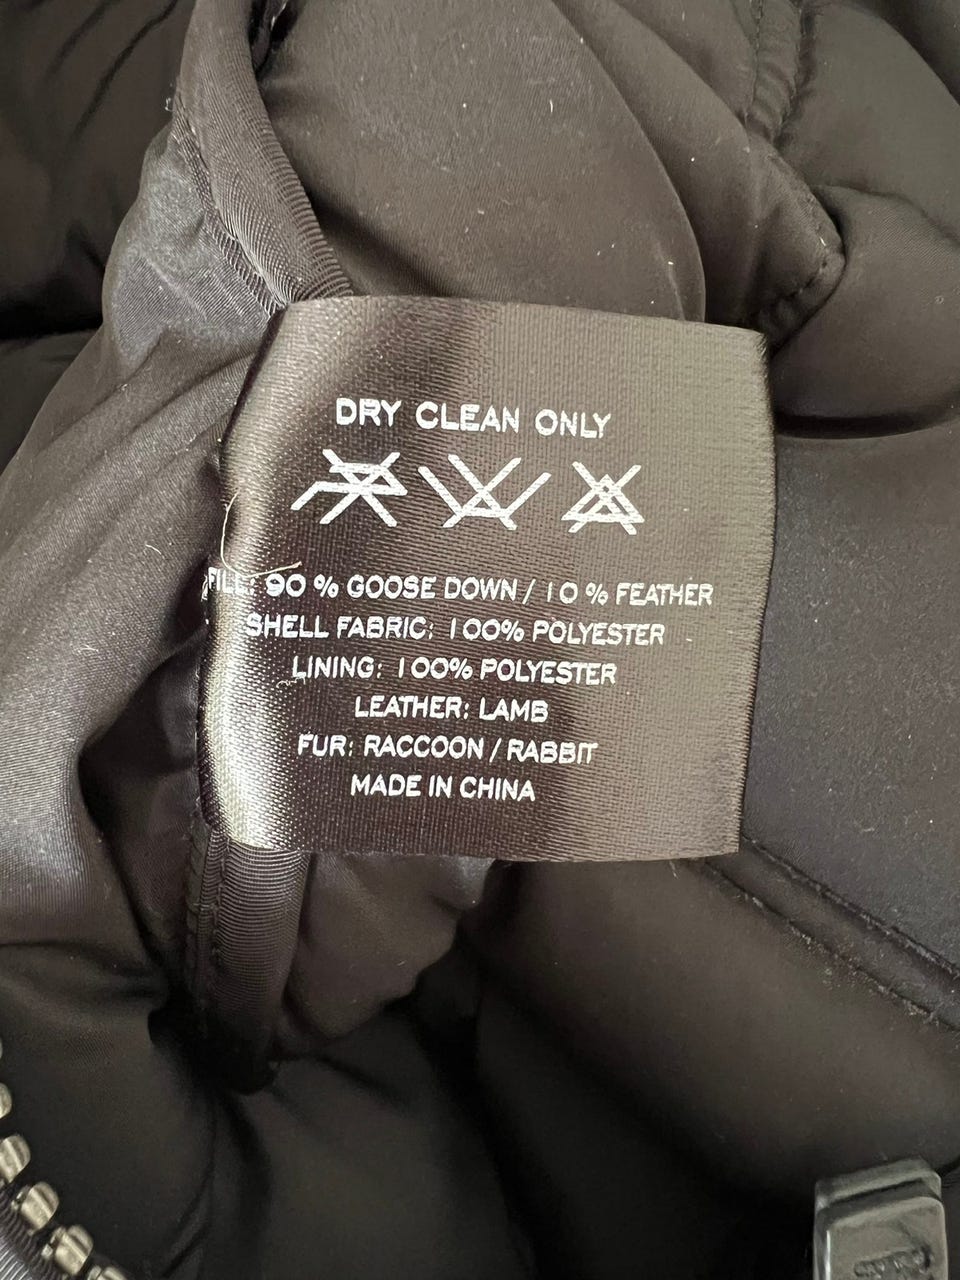 DRY CLEAN ONLY
FILL: 90 % GOOSE DOWN / 10 % FEATHER
SHELL FABRIC: 100% POLYESTER
LINING: 100% POLYESTER
LEATHER: LAMB
FUR: RACCOON / RABBIT
MADE IN CHINA